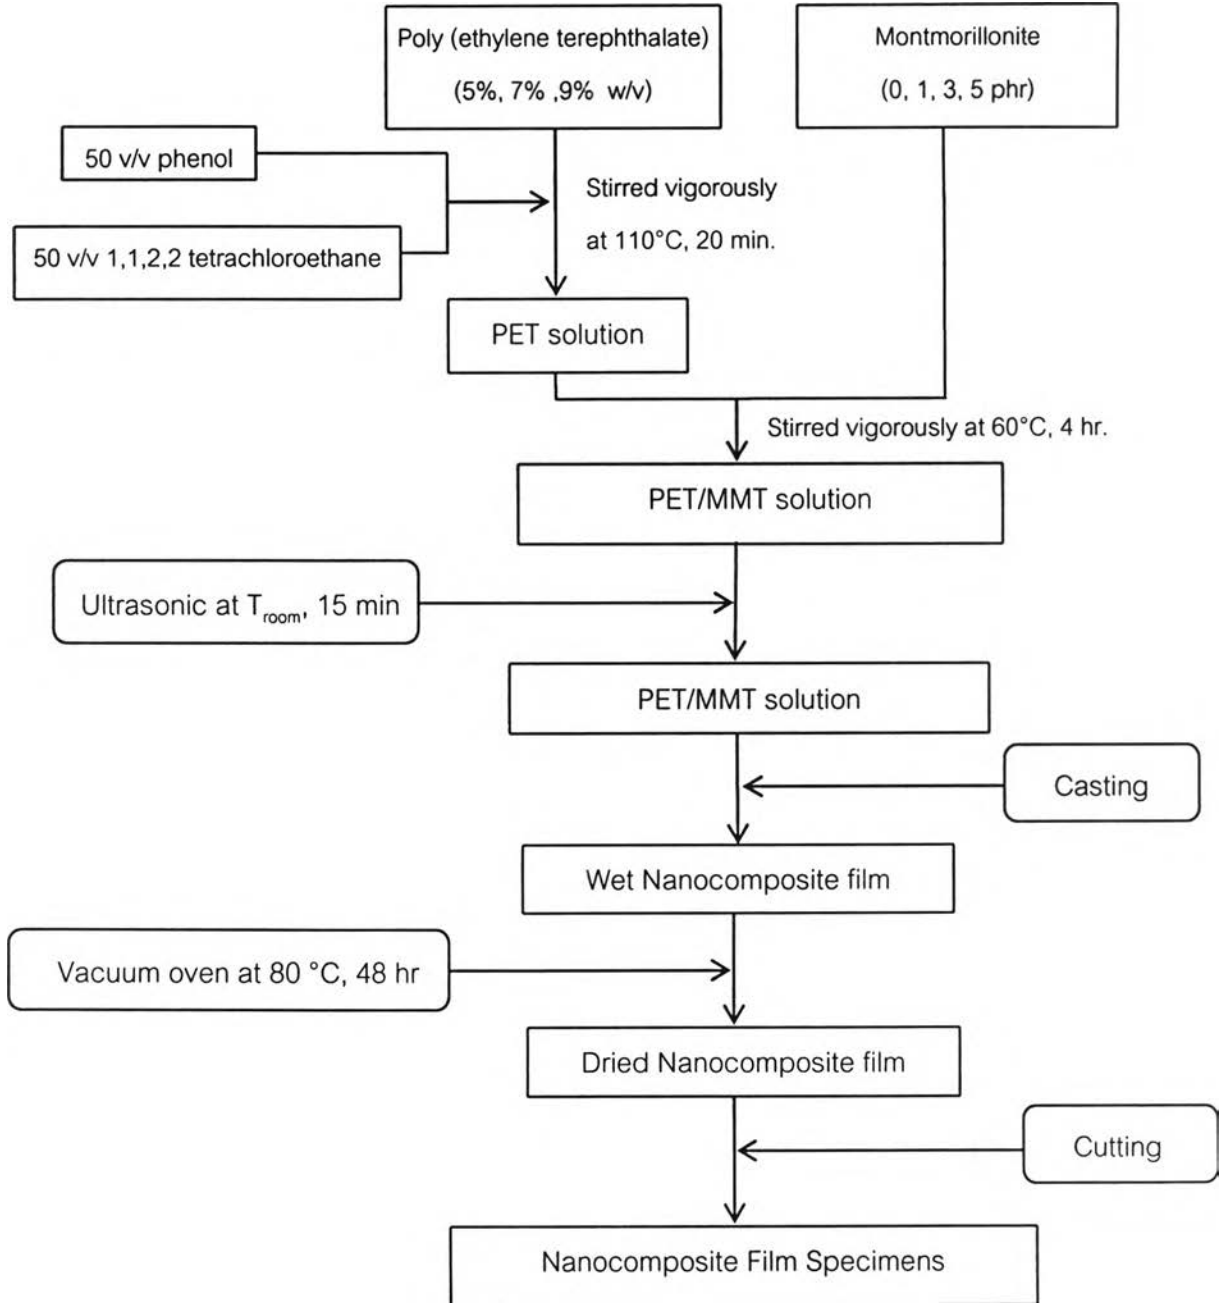 Poly (ethylene terephthalate)
(5%, 7% ,9% w/v)
Montmorillonite
(0, 1, 3, 5 phr)
50 v/v phenol
50 v/v 1,1,2,2 tetrachloroethane
Stirred vigorously
at 110°C, 20 min.
PET solution
Stirred vigorously at 60°C, 4 hr.
PET/MMT solution
Ultrasonic at Troom, 15 min
PET/MMT solution
Casting
Wet Nanocomposite film
Vacuum oven at 80 °C, 48 hr
Dried Nanocomposite film
Cutting
Nanocomposite Film Specimens